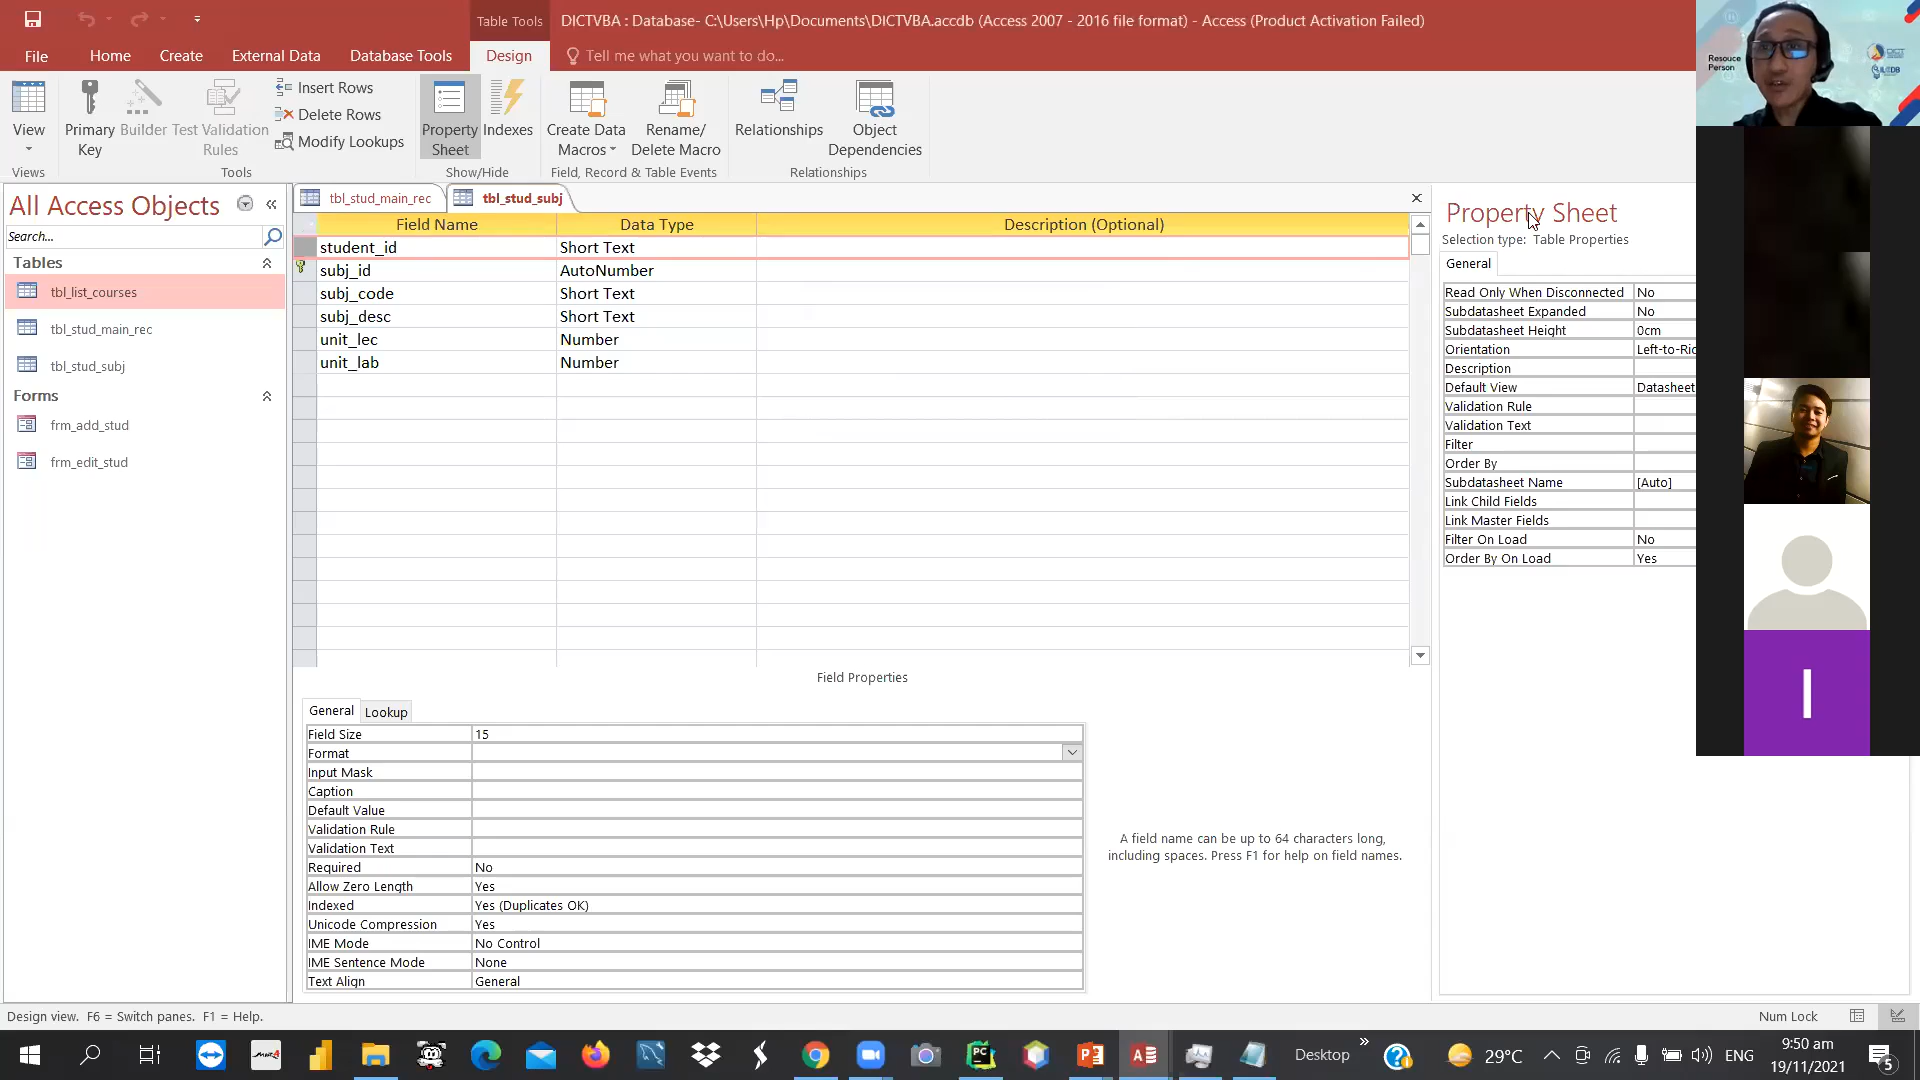 Table Tools
DICTVBA : Database- C:\Users\Hp\Documents\DICTVBA.accdb (Access 2007 - 2016 file format) - Access (Product Activation Failed)
File
Home
Create
External Data
Database Tools
Design
Tell me what you want to do...
View
Primary Key
Builder
Test Validation Rules
Insert Rows
Delete Rows
Modify Lookups
Property Sheet
Indexes
Create Data Macros
Rename/ Delete Macro
Relationships
Object Dependencies
Views
Tools
Show/Hide
Field, Record & Table Events
Relationships
Resouce Person
All Access Objects
Search...
Tables
tbl_list_courses
tbl_stud_main_rec
tbl_stud_subj
Forms
frm_add_stud
frm_edit_stud
tbl_stud_main_rec
tbl_stud_subj
Field Name Data Type Description (Optional)
student_id Short Text
subj_id AutoNumber
subj_code Short Text
subj_desc Short Text
unit_lec Number
unit_lab Number
Field Properties
General Lookup
Field Size 15
Format
Input Mask
Caption
Default Value
Validation Rule
Validation Text
Required No
Allow Zero Length Yes
Indexed Yes (Duplicates OK)
Unicode Compression Yes
IME Mode No Control
IME Sentence Mode None
Text Align General
A field name can be up to 64 characters long,
including spaces. Press F1 for help on field names.
Property Sheet
Selection type: Table Properties
General
Read Only When Disconnected No
Subdatasheet Expanded No
Subdatasheet Height 0cm
Orientation Left-to-Ri
Description
Default View Datasheet
Validation Rule
Validation Text
Filter
Order By
Subdatasheet Name [Auto]
Link Child Fields
Link Master Fields
Filter On Load No
Order By On Load Yes
I
Design view. F6 = Switch panes. F1 = Help.
Num Lock
Desktop
29°C
ENG
9:50 am
19/11/2021
5